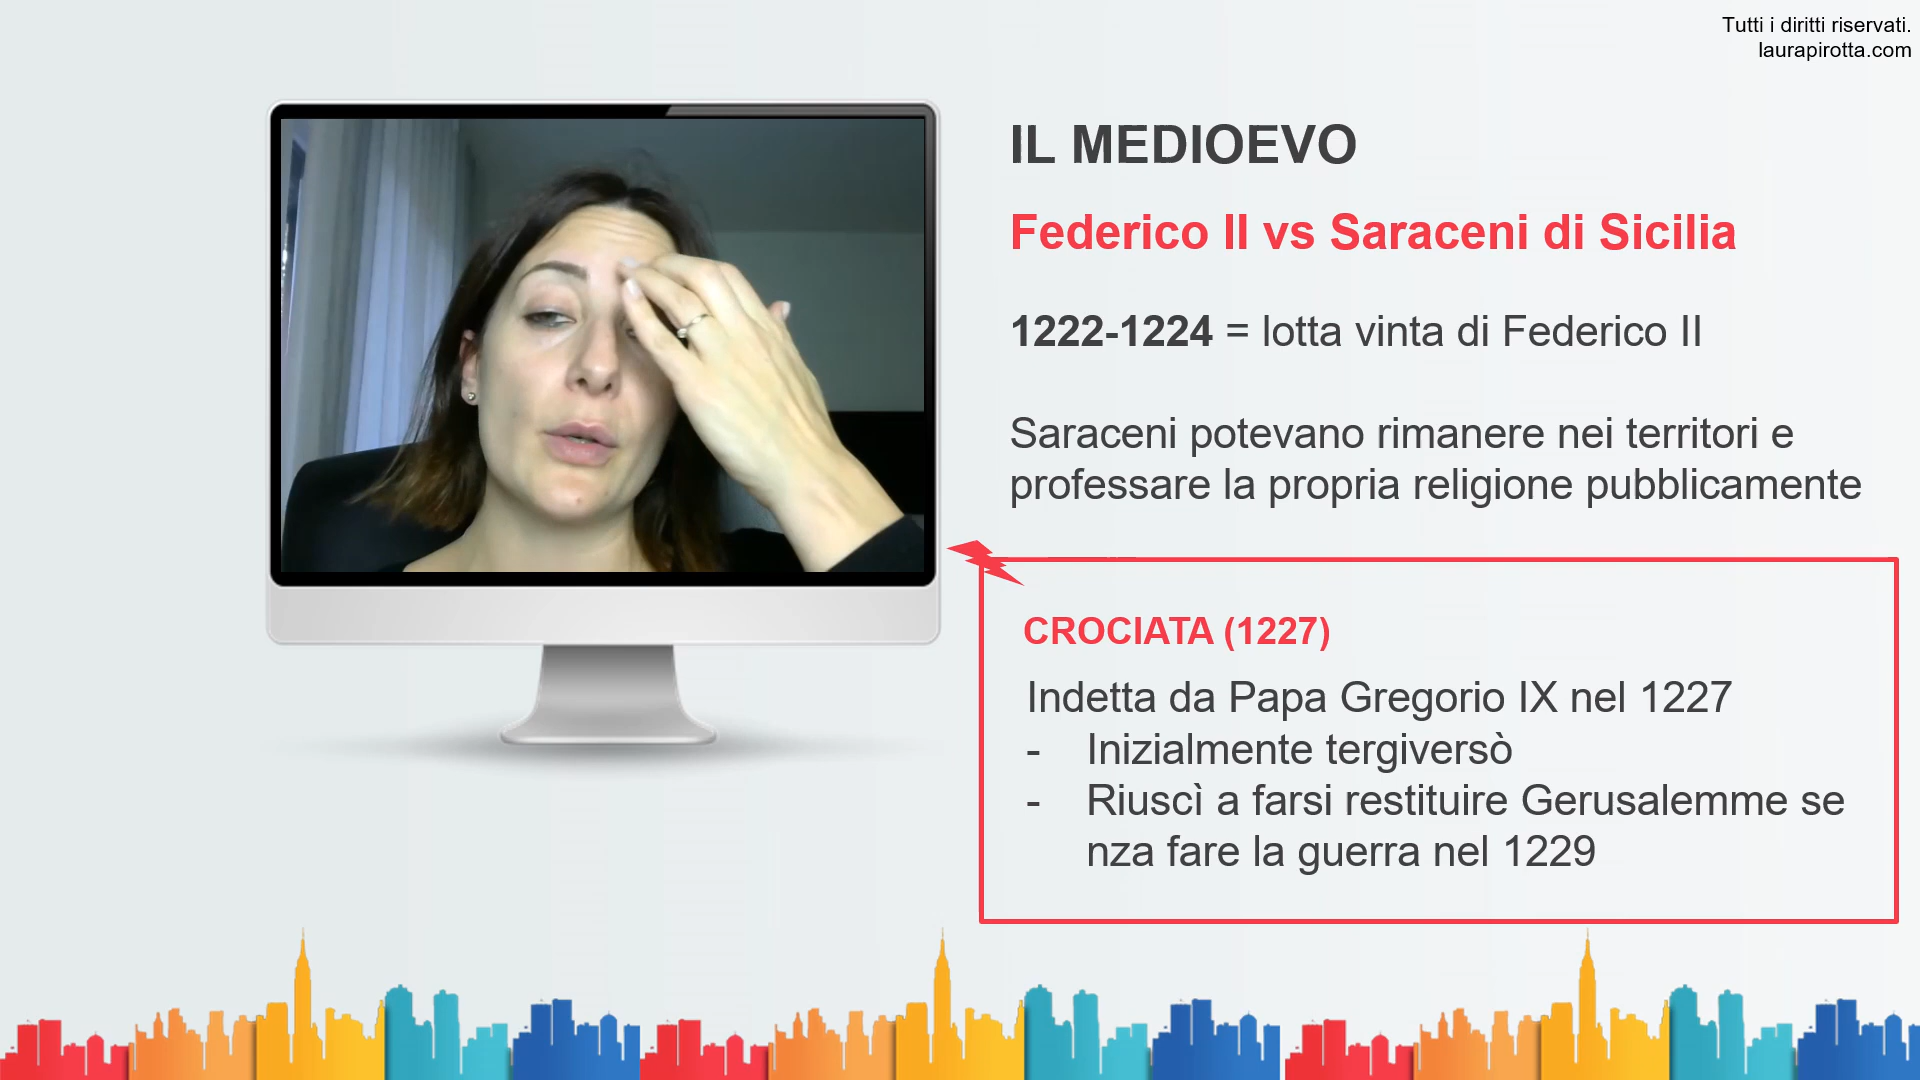 Tutti i diritti riservati.
laurapirotta.com
IL MEDIOEVO
Federico II vs Saraceni di Sicilia
1222-1224 = lotta vinta di Federico II
Saraceni potevano rimanere nei territori e
professare la propria religione pubblicamente
CROCIATA (1227)
Indetta da Papa Gregorio IX nel 1227
- Inizialmente tergiversò
- Riuscì a farsi restituire Gerusalemme se
nza fare la guerra nel 1229